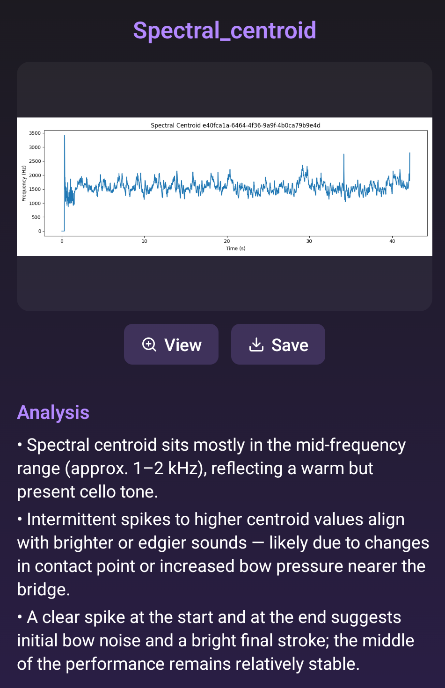 Spectral_centroid
Spectral Centroid e40fca1a-6464-4f36-9a9f-4b0ca79b9e4d
3500
3000
2500
2000
1500
1000
500
0
Frequency (Hz)
0 10 20 30 40
Time (s)
View Save
Analysis
• Spectral centroid sits mostly in the mid-frequency
range (approx. 1–2 kHz), reflecting a warm but
present cello tone.
• Intermittent spikes to higher centroid values align
with brighter or edgier sounds — likely due to changes
in contact point or increased bow pressure nearer the
bridge.
• A clear spike at the start and at the end suggests
initial bow noise and a bright final stroke; the middle
of the performance remains relatively stable.